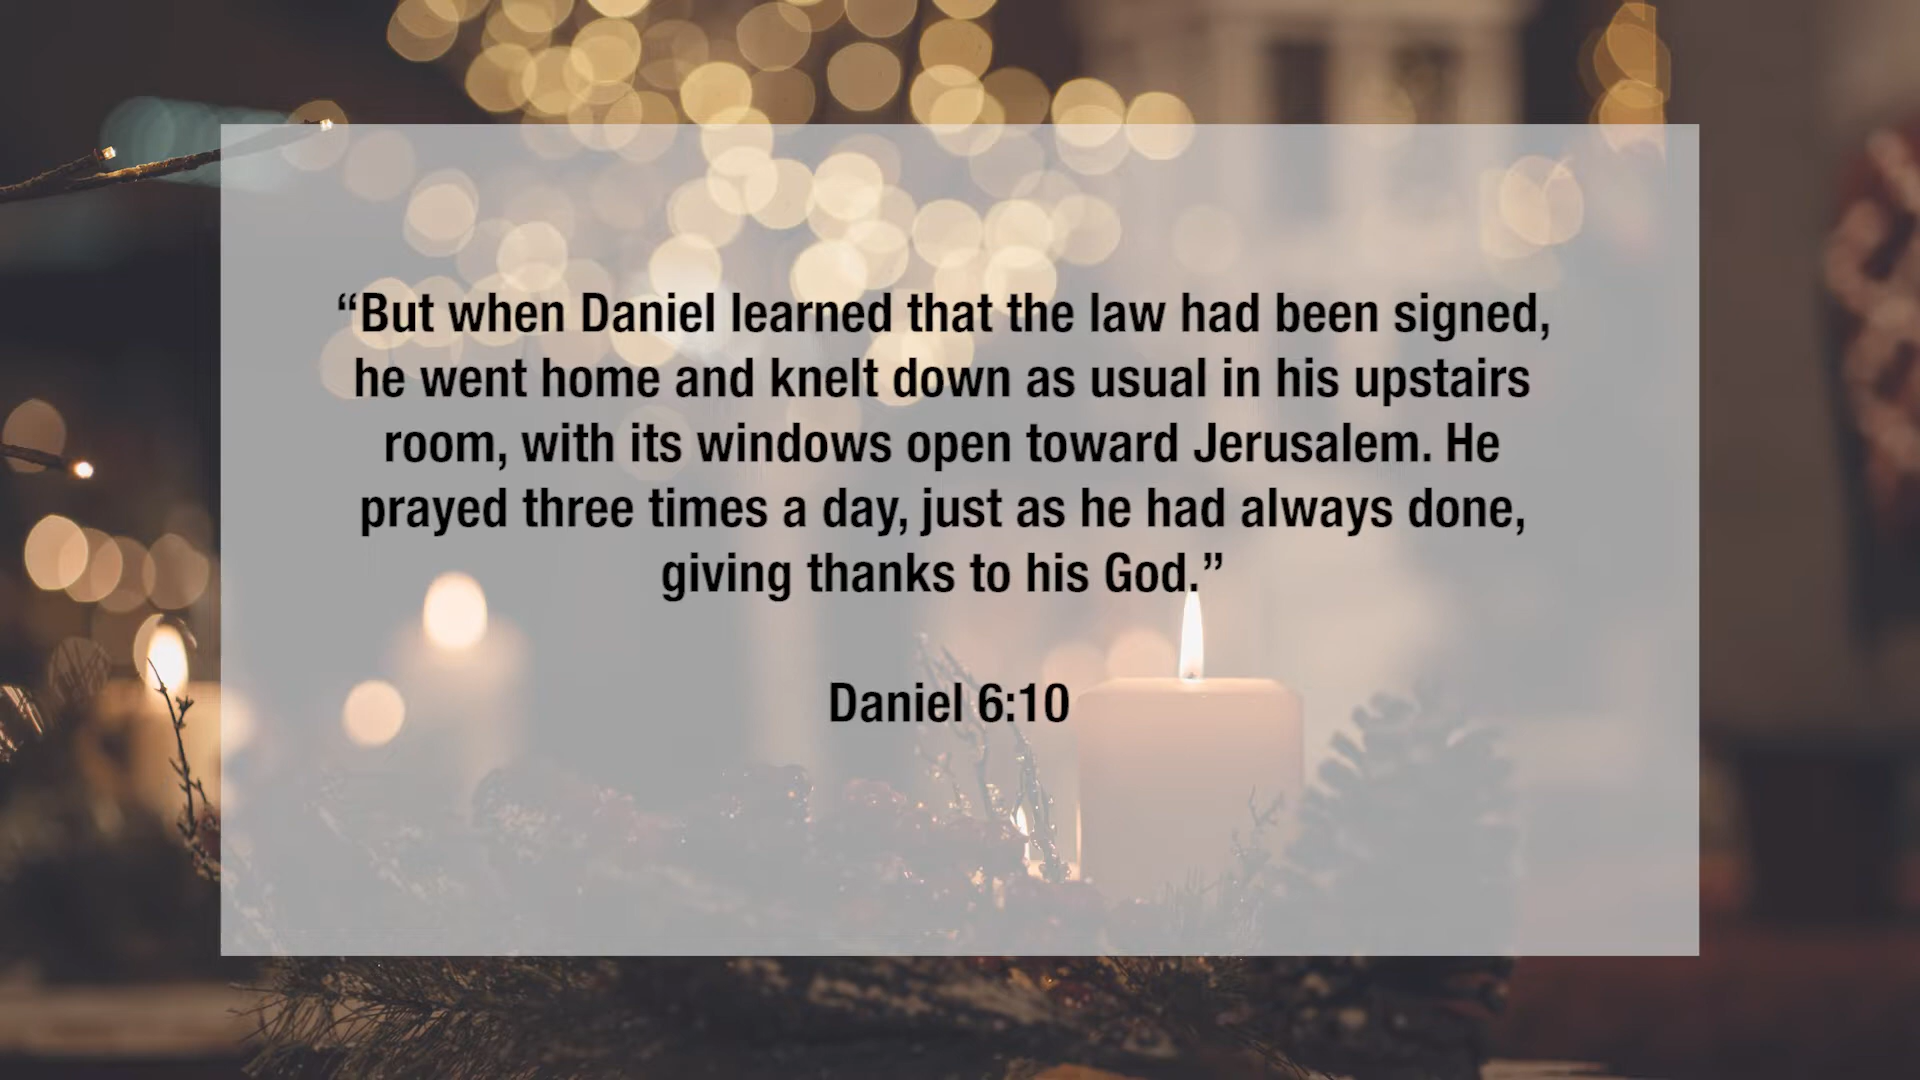 “But when Daniel learned that the law had been signed,
he went home and knelt down as usual in his upstairs
room, with its windows open toward Jerusalem. He
prayed three times a day, just as he had always done,
giving thanks to his God.”
Daniel 6:10